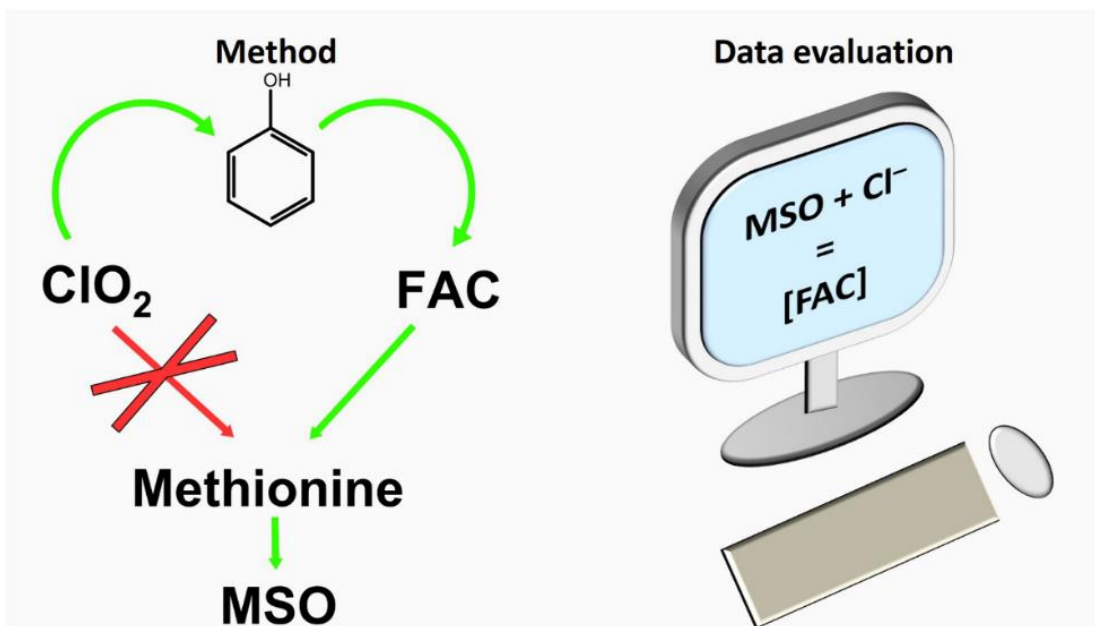 Method
OH
ClO₂
FAC
Methionine
MSO
Data evaluation
MSO + Cl⁻
=
[FAC]